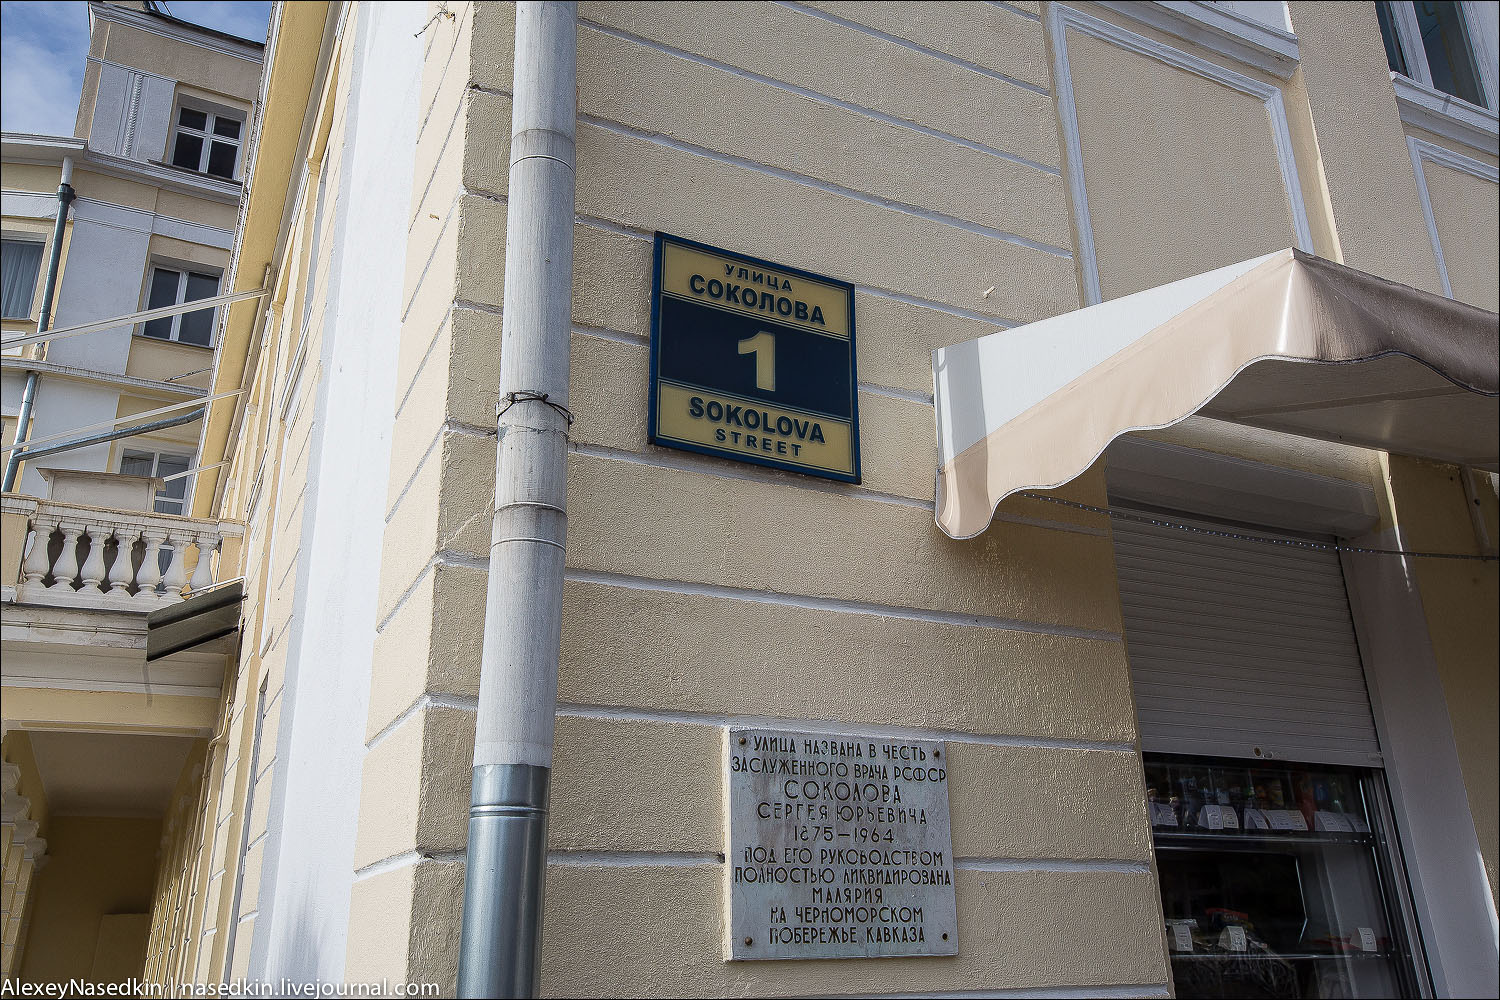 УЛИЦА
СОКОЛОВА
1
SOKOLOVA
STREET
УЛИЦА НАЗВАНА В ЧЕСТЬ
ЗАСЛУЖЕННОГО ВРАЧА РСФСР
СОКОЛОВА
СЕРГЕЯ ЮРЬЕВИЧА
1875—1964
ПОД ЕГО РУКОВОДСТВОМ
ПОЛНОСТЬЮ ЛИКВИДИРОВАНА
МАЛЯРИЯ
НА ЧЕРНОМОРСКОМ
ПОБЕРЕЖЬЕ КАВКАЗА
AlexeyNasedkin | nasedkin.livejournal.com